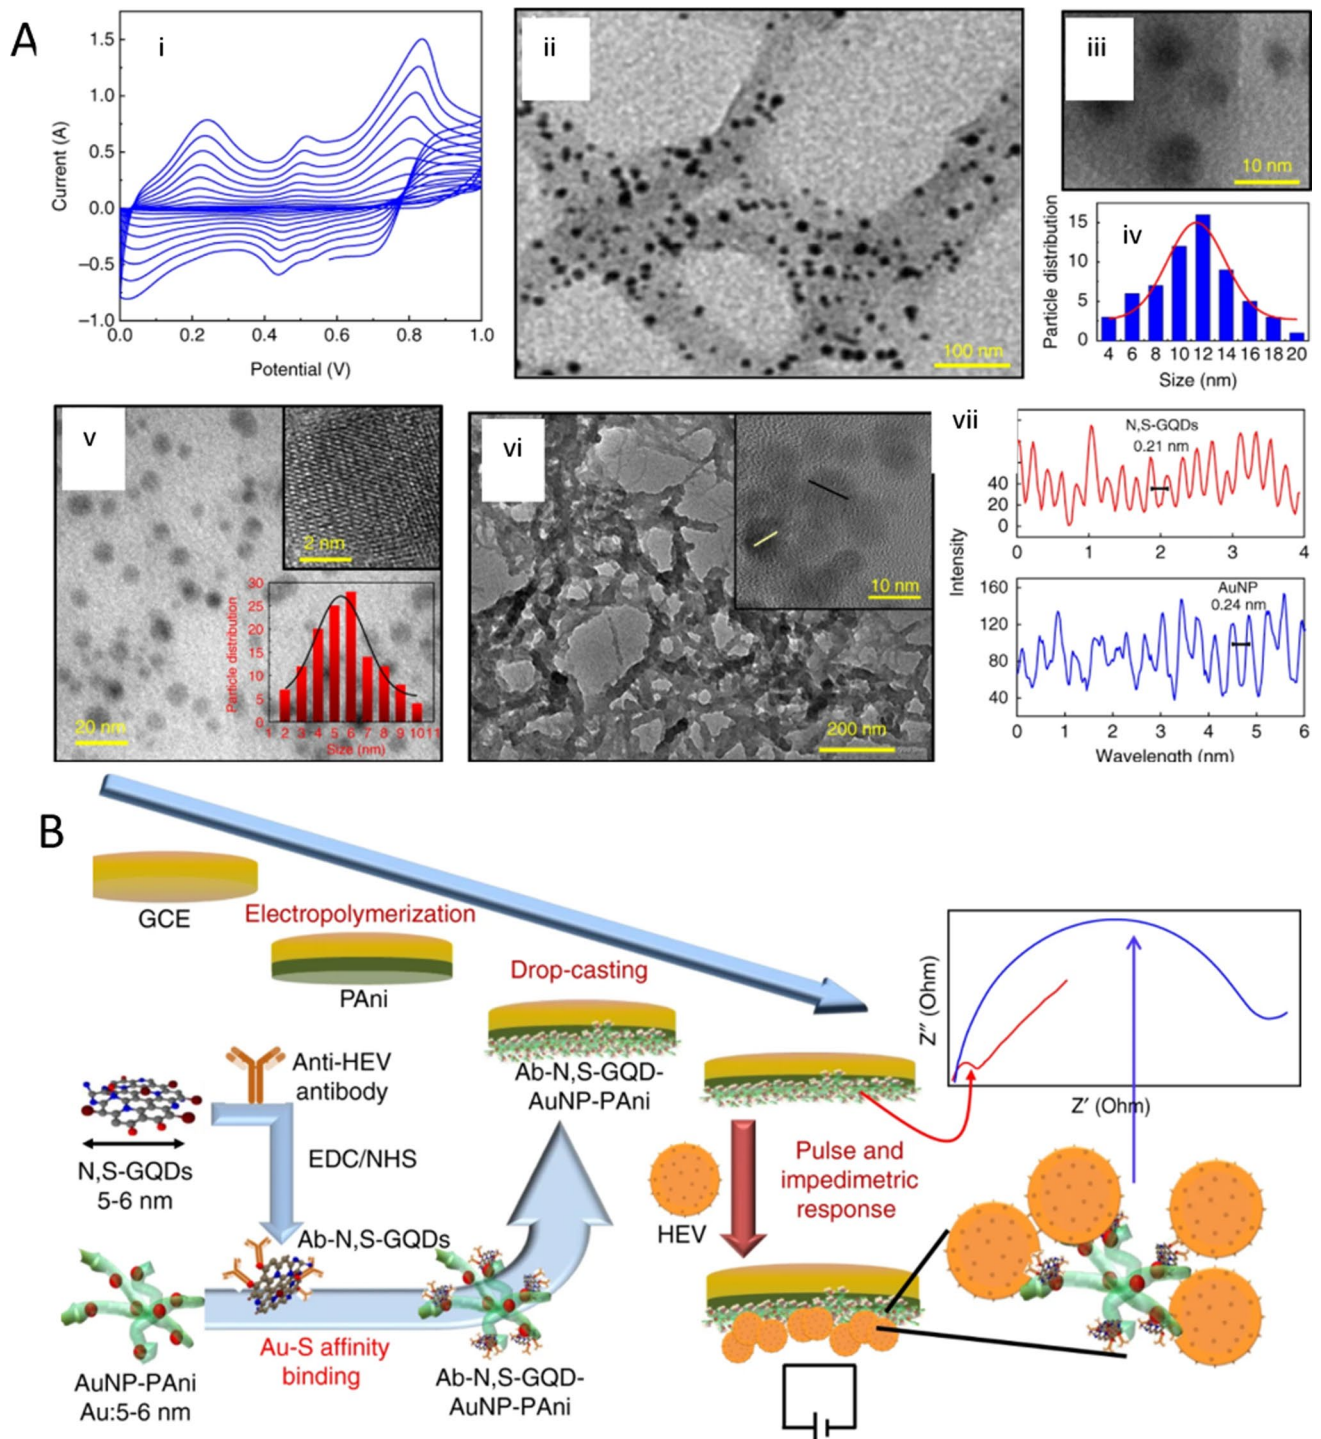 A
i
1.5
1.0
0.5
0.0
−0.5
−1.0
0.0 0.2 0.4 0.6 0.8 1.0
Current (A)
Potential (V)
ii
100 nm
iii
10 nm
iv
15
10
5
0
4 6 8 10 12 14 16 18 20
Particle distribution
Size (nm)
v
2 nm
20 nm
30
25
20
15
10
5
0
1 2 3 4 5 6 7 8 9 10 11
Particle distribution
Size (nm)
vi
10 nm
200 nm
vii
N,S-GQDs
0.21 nm
40
20
0
0 1 2 3 4
Intensity
AuNP
0.24 nm
160
120
80
40
0 1 2 3 4 5 6
Wavelength (nm)
B
GCE
Electropolymerization
PAni
Drop-casting
Ab-N,S-GQD-
AuNP-PAni
Anti-HEV
antibody
N,S-GQDs
5-6 nm
EDC/NHS
Ab-N,S-GQDs
AuNP-PAni
Au:5-6 nm
Au-S affinity
binding
Ab-N,S-GQD-
AuNP-PAni
HEV
Pulse and
impedimetric
response
Z″ (Ohm)
Z′ (Ohm)